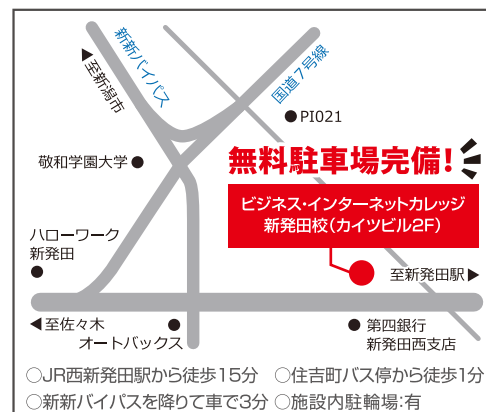 新新バイパス
国道7号線
◀至新潟市
●PI021
敬和学園大学●
無料駐車場完備!
ビジネス・インターネットカレッジ
新発田校(カイツビル2F)
ハローワーク
新発田
至新発田駅▶
◀至佐々木
オートバックス
第四銀行
新発田西支店
○JR西新発田駅から徒歩15分 ○住吉町バス停から徒歩1分
○新新バイパスを降りて車で3分 ○施設内駐輪場:有